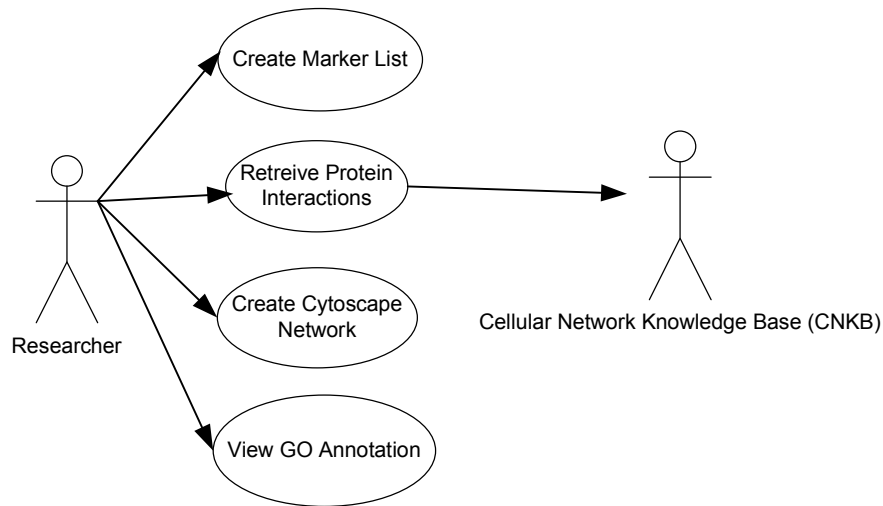 Create Marker List
Retreive Protein
Interactions
Create Cytoscape
Network
Cellular Network Knowledge Base (CNKB)
Researcher
View GO Annotation